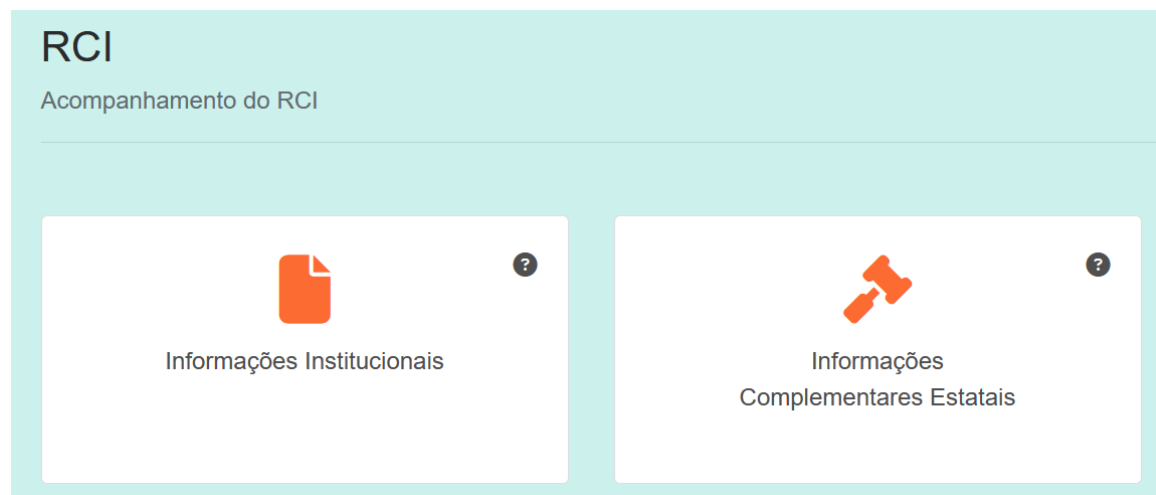 RCI
Acompanhamento do RCI
Informações Institucionais
Informações
Complementares Estatais